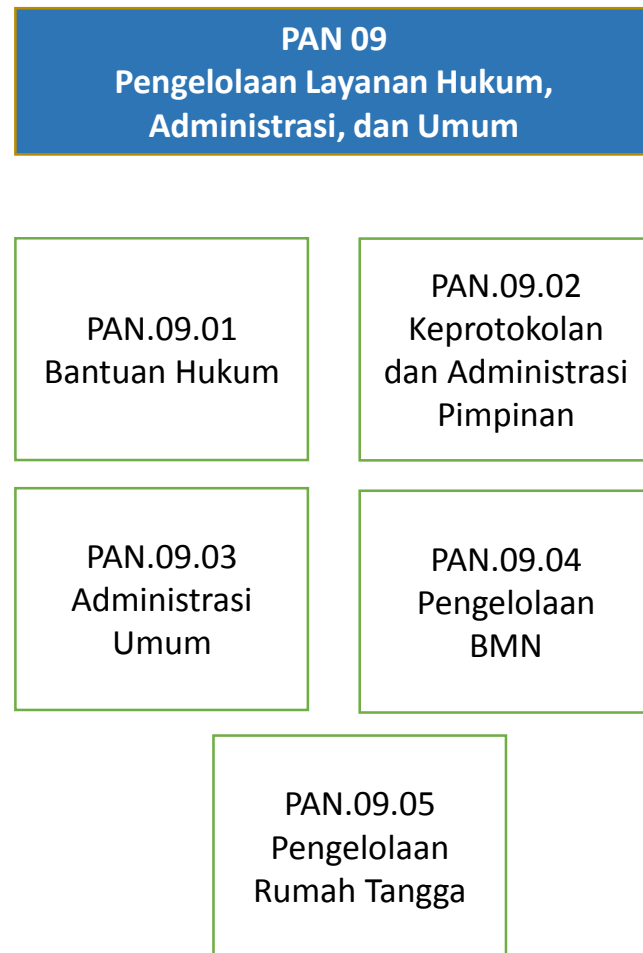 PAN 09
Pengelolaan Layanan Hukum,
Administrasi, dan Umum
PAN.09.01
Bantuan Hukum
PAN.09.02
Keprotokolan
dan Administrasi
Pimpinan
PAN.09.03
Administrasi
Umum
PAN.09.04
Pengelolaan
BMN
PAN.09.05
Pengelolaan
Rumah Tangga